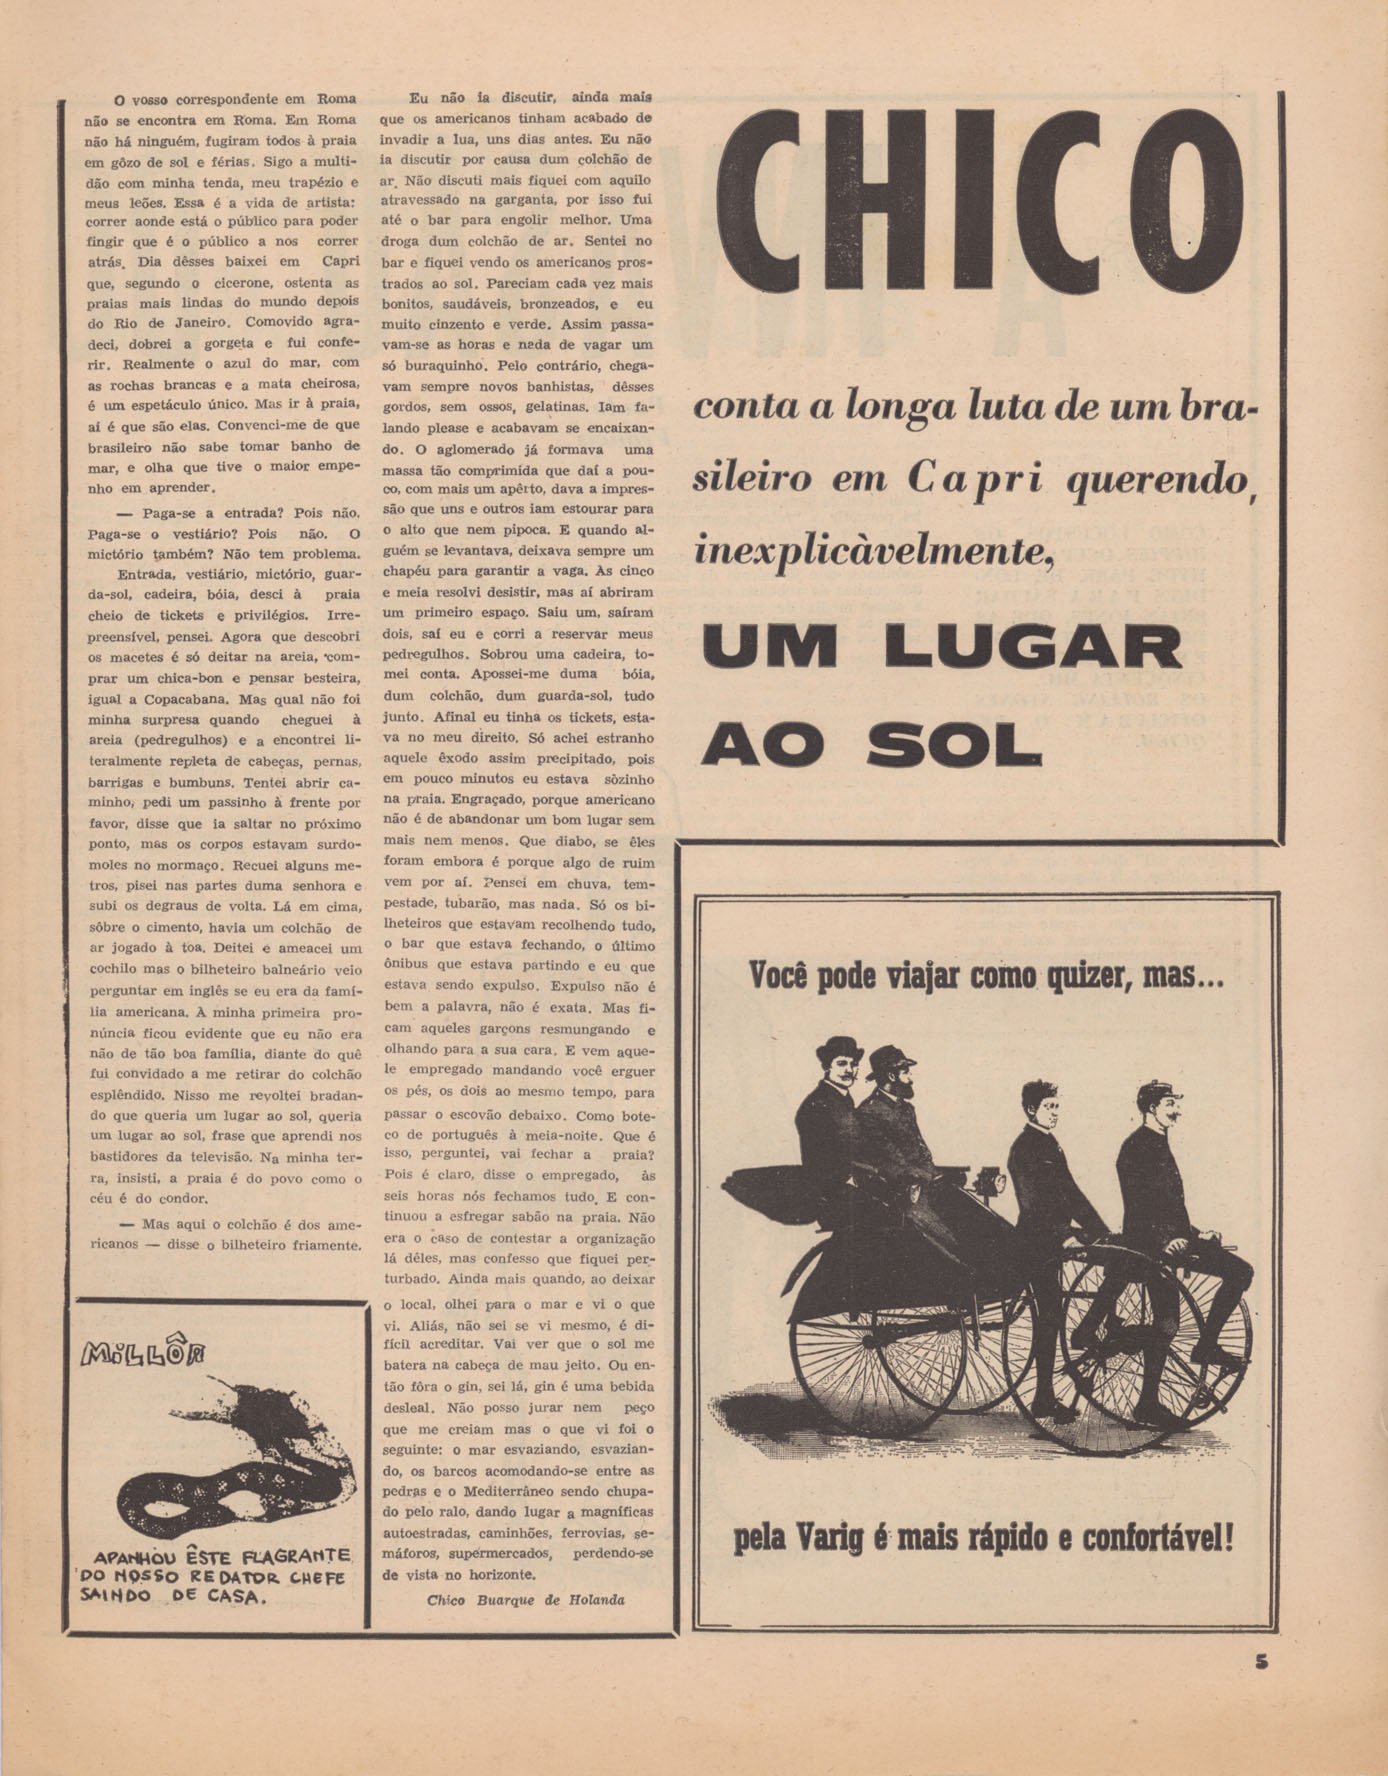 CHICO
conta a longa luta de um bra-
sileiro em Capri querendo,
inexplicàvelmente,
UM LUGAR
AO SOL
O vosso correspondente em Roma
não se encontra em Roma. Em Roma
não há ninguém, fugiram todos à praia
em gôzo de sol e férias. Sigo a multi-
dão com minha tenda, meu trapézio e
meus leões. Essa é a vida de artista:
correr aonde está o público para poder
fingir que é o público a nos correr
atrás. Dia dêsses baixei em Capri
que, segundo o cicerone, ostenta as
praias mais lindas do mundo depois
do Rio de Janeiro. Comovido agra-
deci, dobrei a gorgeta e fui confe-
rir. Realmente o azul do mar, com
as rochas brancas e a mata cheirosa,
é um espetáculo único. Mas ir à praia,
aí é que são elas. Convenci-me de que
brasileiro não sabe tomar banho de
mar, e olha que tive o maior empe-
nho em aprender.
— Paga-se a entrada? Pois não.
Paga-se o vestiário? Pois não. O
mictório também? Não tem problema.
Entrada, vestiário, mictório, guar-
da-sol, cadeira, bóia, desci à praia
cheio de tickets e privilégios. Irre-
preensível, pensei. Agora que descobri
os macetes é só deitar na areia, com-
prar um chica-bon e pensar besteira,
igual a Copacabana. Mas qual não foi
minha surpresa quando cheguei à
areia (pedregulhos) e a encontrei li-
teralmente repleta de cabeças, pernas,
barrigas e bumbuns. Tentei abrir ca-
minho, pedi um passinho à frente por
favor, disse que ia saltar no próximo
ponto, mas os corpos estavam surdo-
moles no mormaço. Recuei alguns me-
tros, pisei nas partes duma senhora e
subi os degraus de volta. Lá em cima,
sôbre o cimento, havia um colchão de
ar jogado à toa. Deitei e ameacei um
cochilo mas o bilheteiro balneário veio
perguntar em inglês se eu era da famí-
lia americana. A minha primeira pro-
núncia ficou evidente que eu não era
não de tão boa família, diante do quê
fui convidado a me retirar do colchão
esplêndido. Nisso me revoltei bradan-
do que queria um lugar ao sol, queria
um lugar ao sol, frase que aprendi nos
bastidores da televisão. Na minha ter-
ra, insisti, a praia é do povo como o
céu é do condor.
— Mas aqui o colchão é dos ame-
ricanos — disse o bilheteiro friamente.
Eu não ia discutir, ainda mais
que os americanos tinham acabado de
invadir a lua, uns dias antes. Eu não
ia discutir por causa dum colchão de
ar. Não discuti mais fiquei com aquilo
atravessado na garganta, por isso fui
até o bar para engolir melhor. Uma
droga dum colchão de ar. Sentei no
bar e fiquei vendo os americanos pros-
trados ao sol. Pareciam cada vez mais
bonitos, saudáveis, bronzeados, e eu
muito cinzento e verde. Assim passa-
vam-se as horas e nada de vagar um
só buraquinho. Pelo contrário, chega-
vam sempre novos banhistas, dêsses
gordos, sem ossos, gelatinas. Iam fa-
lando please e acabavam se encaixan-
do. O aglomerado já formava uma
massa tão comprimida que daí a pou-
co, com mais um apêrto, dava a impres-
são que uns e outros iam estourar para
o alto que nem pipoca. E quando al-
guém se levantava, deixava sempre um
chapéu para garantir a vaga. Às cinco
e meia resolvi desistir, mas aí abriram
um primeiro espaço. Saiu um, saíram
dois, saí eu e corri a reservar meus
pedregulhos. Sobrou uma cadeira, to-
mei conta. Apossei-me duma bóia,
dum colchão, dum guarda-sol, tudo
junto. Afinal eu tinha os tickets, esta-
va no meu direito. Só achei estranho
aquele êxodo assim precipitado, pois
em pouco minutos eu estava sòzinho
na praia. Engraçado, porque americano
não é de abandonar um bom lugar sem
mais nem menos. Que diabo, se êles
foram embora é porque algo de ruim
vem por aí. Pensei em chuva, tem-
pestade, tubarão, mas nada. Só os bi-
lheteiros que estavam recolhendo tudo,
o bar que estava fechando, o último
ônibus que estava partindo e eu que
estava sendo expulso. Expulso não é
bem a palavra, não é exata. Mas fi-
cam aqueles garçons resmungando e
olhando para a sua cara. E vem aque-
le empregado mandando você erguer
os pés, os dois ao mesmo tempo, para
passar o escovão debaixo. Como bote-
co de português à meia-noite. Que é
isso, perguntei, vai fechar a praia?
Pois é claro, disse o empregado, às
seis horas nós fechamos tudo. E con-
tinuou a esfregar sabão na praia. Não
era o caso de contestar a organização
lá dêles, mas confesso que fiquei per-
turbado. Ainda mais quando, ao deixar
o local, olhei para o mar e vi o que
vi. Aliás, não sei se vi mesmo, é di-
fícil acreditar. Vai ver que o sol me
batera na cabeça de mau jeito. Ou en-
tão fôra o gin, sei lá, gin é uma bebida
desleal. Não posso jurar nem peço
que me creiam mas o que vi foi o
seguinte: o mar esvaziando, esvazian-
do, os barcos acomodando-se entre as
pedras e o Mediterrâneo sendo chupa-
do pelo ralo, dando lugar a magníficas
autoestradas, caminhões, ferrovias, se-
máforos, supermercados, perdendo-se
de vista no horizonte.
Chico Buarque de Holanda
MiLLÔR
APANHOU ÊSTE FLAGRANTE
DO NOSSO REDATOR CHEFE
SAINDO DE CASA.
Você pode viajar como quizer, mas...
pela Varig é mais rápido e confortável!
5